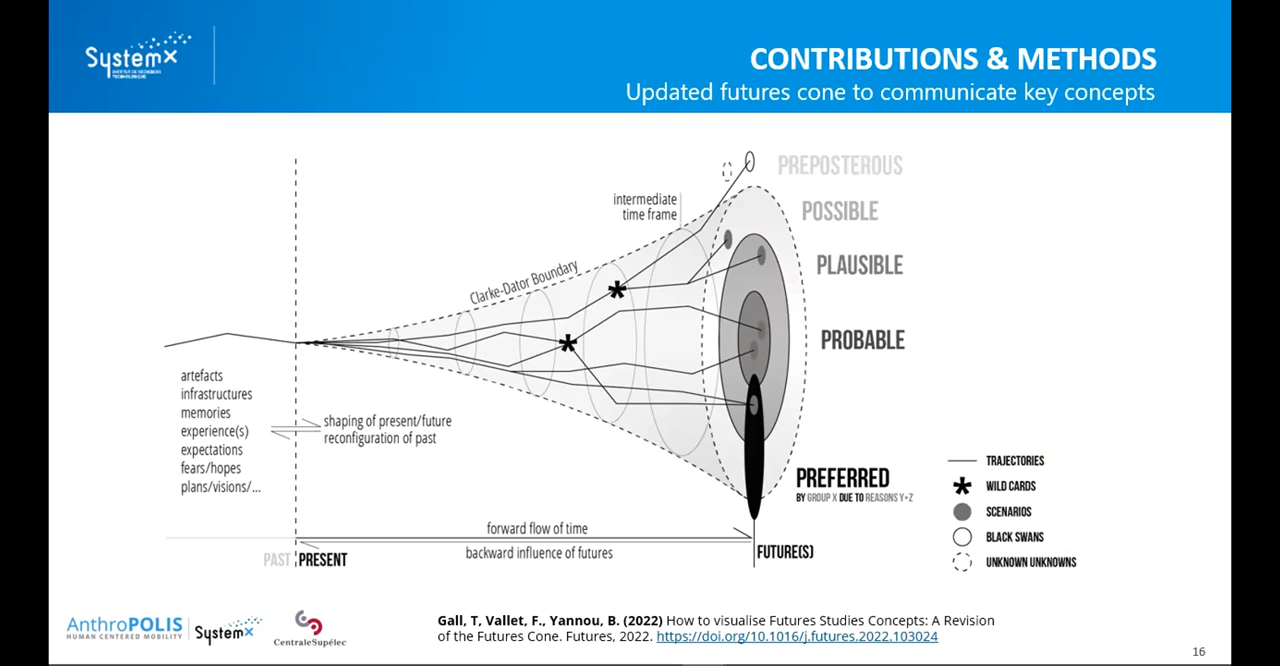 SystemX
INSTITUT DE RECHERCHE
TECHNOLOGIQUE
CONTRIBUTIONS & METHODS
Updated futures cone to communicate key concepts
PREPOSTEROUS
intermediate
time frame
POSSIBLE
Clarke-Dator Boundary
PLAUSIBLE
PROBABLE
artefacts
infrastructures
memories
experience(s)
expectations
fears/hopes
plans/visions/...
shaping of present/future
reconfiguration of past
PREFERRED
BY GROUP X DUE TO REASONS Y+Z
TRAJECTORIES
WILD CARDS
SCENARIOS
BLACK SWANS
UNKNOWN UNKNOWNS
forward flow of time
backward influence of futures
PAST
PRESENT
FUTURE(S)
AnthroPOLIS
HUMAN CENTERED MOBILITY
SystemX
CentraleSupélec
Gall, T, Vallet, F., Yannou, B. (2022) How to visualise Futures Studies Concepts: A Revision
of the Futures Cone. Futures, 2022. https://doi.org/10.1016/j.futures.2022.103024
16